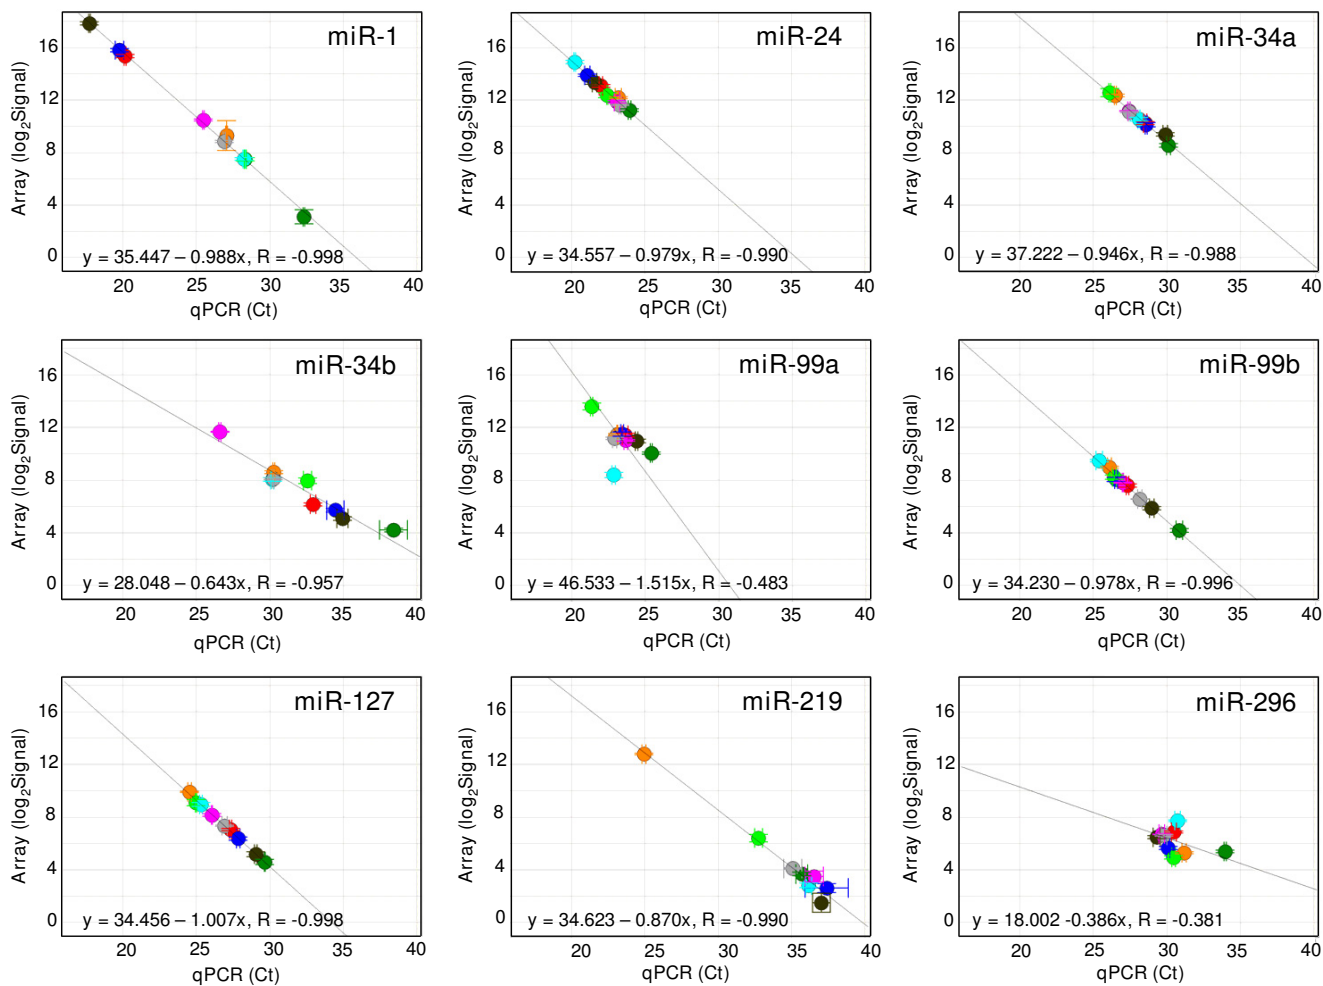 miR-1
16
12
8
4
0
Array (log2Signal)
y = 35.447 – 0.988x, R = -0.998
20 25 30 35 40
qPCR (Ct)
miR-24
16
12
8
4
0
Array (log2Signal)
y = 34.557 – 0.979x, R = -0.990
20 25 30 35 40
qPCR (Ct)
miR-34a
16
12
8
4
0
Array (log2Signal)
y = 37.222 – 0.946x, R = -0.988
20 25 30 35 40
qPCR (Ct)
miR-34b
16
12
8
4
0
Array (log2Signal)
y = 28.048 – 0.643x, R = -0.957
20 25 30 35 40
qPCR (Ct)
miR-99a
16
12
8
4
0
Array (log2Signal)
y = 46.533 – 1.515x, R = -0.483
20 25 30 35 40
qPCR (Ct)
miR-99b
16
12
8
4
0
Array (log2Signal)
y = 34.230 – 0.978x, R = -0.996
20 25 30 35 40
qPCR (Ct)
miR-127
16
12
8
4
0
Array (log2Signal)
y = 34.456 – 1.007x, R = -0.998
20 25 30 35 40
qPCR (Ct)
miR-219
16
12
8
4
0
Array (log2Signal)
y = 34.623 – 0.870x, R = -0.990
20 25 30 35 40
qPCR (Ct)
miR-296
16
12
8
4
0
Array (log2Signal)
y = 18.002 -0.386x, R = -0.381
20 25 30 35 40
qPCR (Ct)